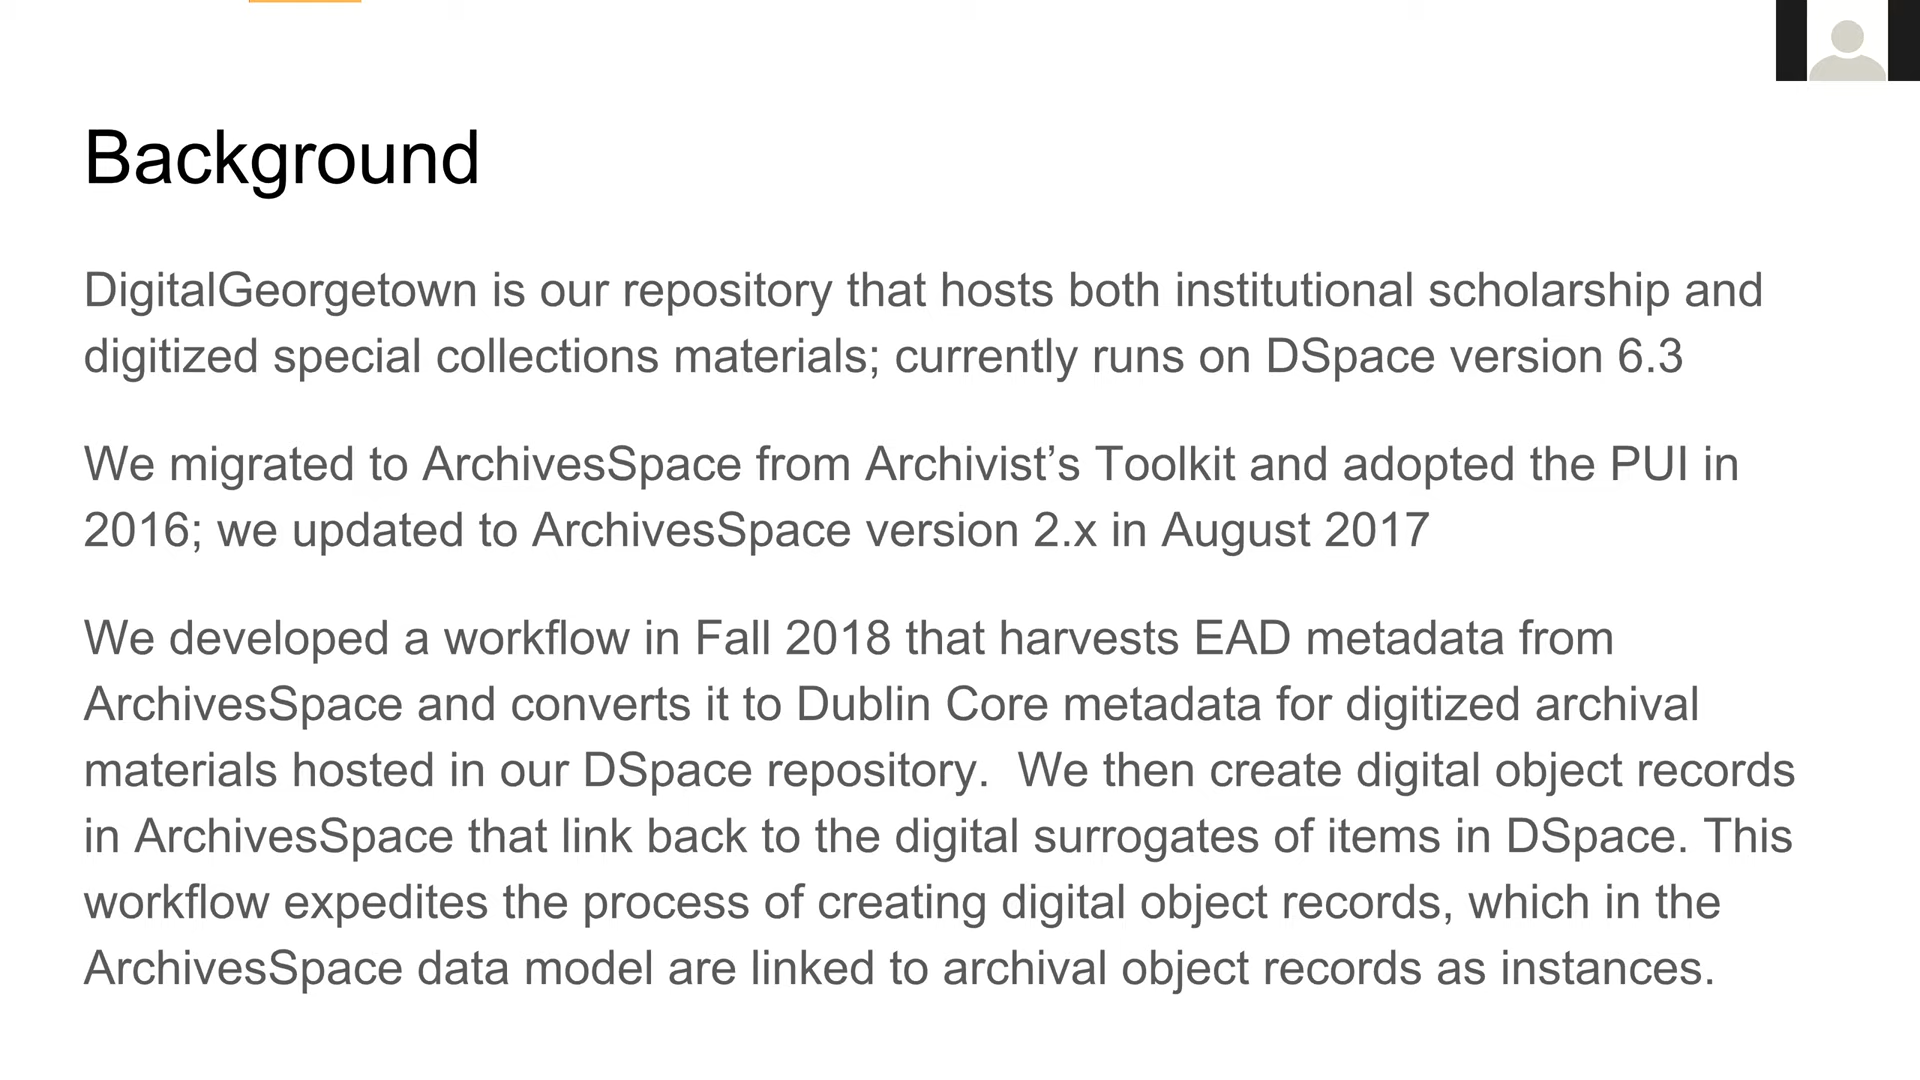 Background
DigitalGeorgetown is our repository that hosts both institutional scholarship and
digitized special collections materials; currently runs on DSpace version 6.3
We migrated to ArchivesSpace from Archivist’s Toolkit and adopted the PUI in
2016; we updated to ArchivesSpace version 2.x in August 2017
We developed a workflow in Fall 2018 that harvests EAD metadata from
ArchivesSpace and converts it to Dublin Core metadata for digitized archival
materials hosted in our DSpace repository.  We then create digital object records
in ArchivesSpace that link back to the digital surrogates of items in DSpace. This
workflow expedites the process of creating digital object records, which in the
ArchivesSpace data model are linked to archival object records as instances.